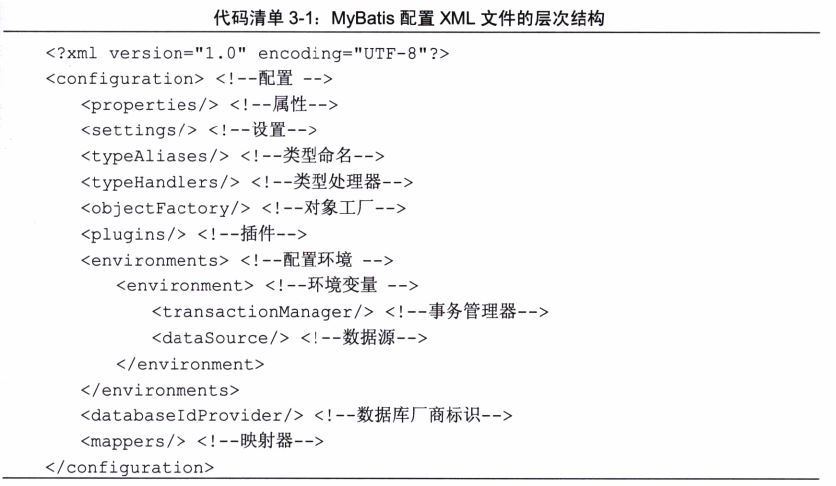 代码清单 3-1：MyBatis 配置 XML 文件的层次结构
<?xml version="1.0" encoding="UTF-8"?>
<configuration> <!--配置 -->
<properties/> <!--属性-->
<settings/> <!--设置-->
<typeAliases/> <!--类型命名-->
<typeHandlers/> <!--类型处理器-->
<objectFactory/> <!--对象工厂-->
<plugins/> <!--插件-->
<environments> <!--配置环境 -->
<environment> <!--环境变量 -->
<transactionManager/> <!--事务管理器-->
<dataSource/> <!--数据源-->
</environment>
</environments>
<databaseIdProvider/> <!--数据库厂商标识-->
<mappers/> <!--映射器-->
</configuration>